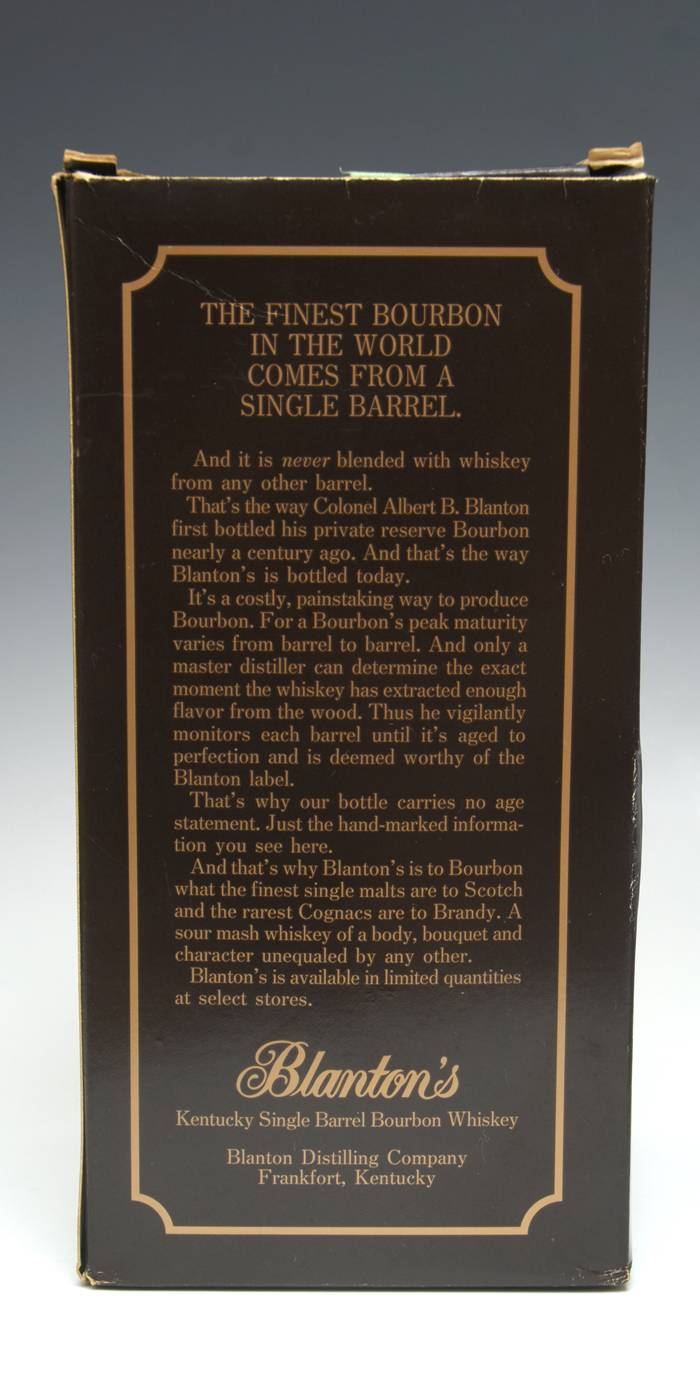 THE FINEST BOURBON
IN THE WORLD
COMES FROM A
SINGLE BARREL.
And it is never blended with whiskey
from any other barrel.
That's the way Colonel Albert B. Blanton
first bottled his private reserve Bourbon
nearly a century ago. And that's the way
Blanton's is bottled today.
It's a costly, painstaking way to produce
Bourbon. For a Bourbon's peak maturity
varies from barrel to barrel. And only a
master distiller can determine the exact
moment the whiskey has extracted enough
flavor from the wood. Thus he vigilantly
monitors each barrel until it's aged to
perfection and is deemed worthy of the
Blanton label.
That's why our bottle carries no age
statement. Just the hand-marked informa-
tion you see here.
And that's why Blanton's is to Bourbon
what the finest single malts are to Scotch
and the rarest Cognacs are to Brandy. A
sour mash whiskey of a body, bouquet and
character unequaled by any other.
Blanton's is available in limited quantities
at select stores.
Blanton's
Kentucky Single Barrel Bourbon Whiskey
Blanton Distilling Company
Frankfort, Kentucky